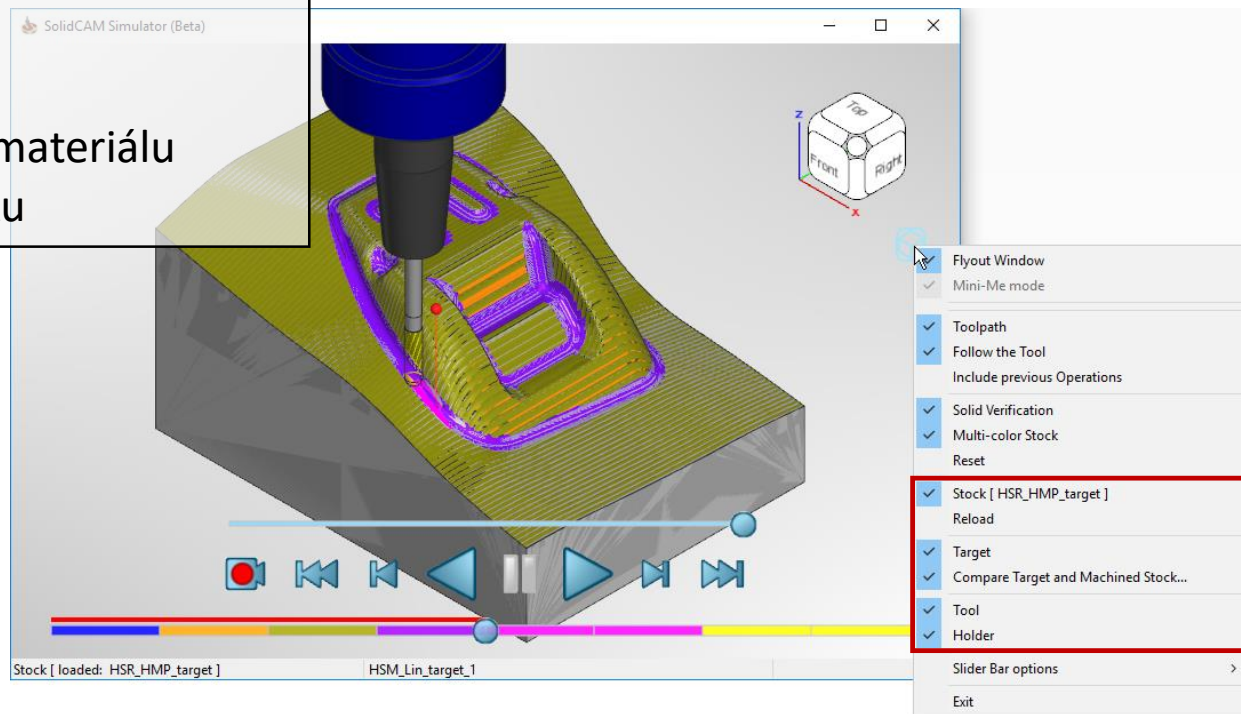 SolidCAM Simulator (Beta)
materiálu
u
Top
Front
Right
z
x
Flyout Window
Mini-Me mode
Toolpath
Follow the Tool
Include previous Operations
Solid Verification
Multi-color Stock
Reset
Stock [ HSR_HMP_target ]
Reload
Target
Compare Target and Machined Stock...
Tool
Holder
Slider Bar options
Exit
Stock [ loaded: HSR_HMP_target ]
HSM_Lin_target_1